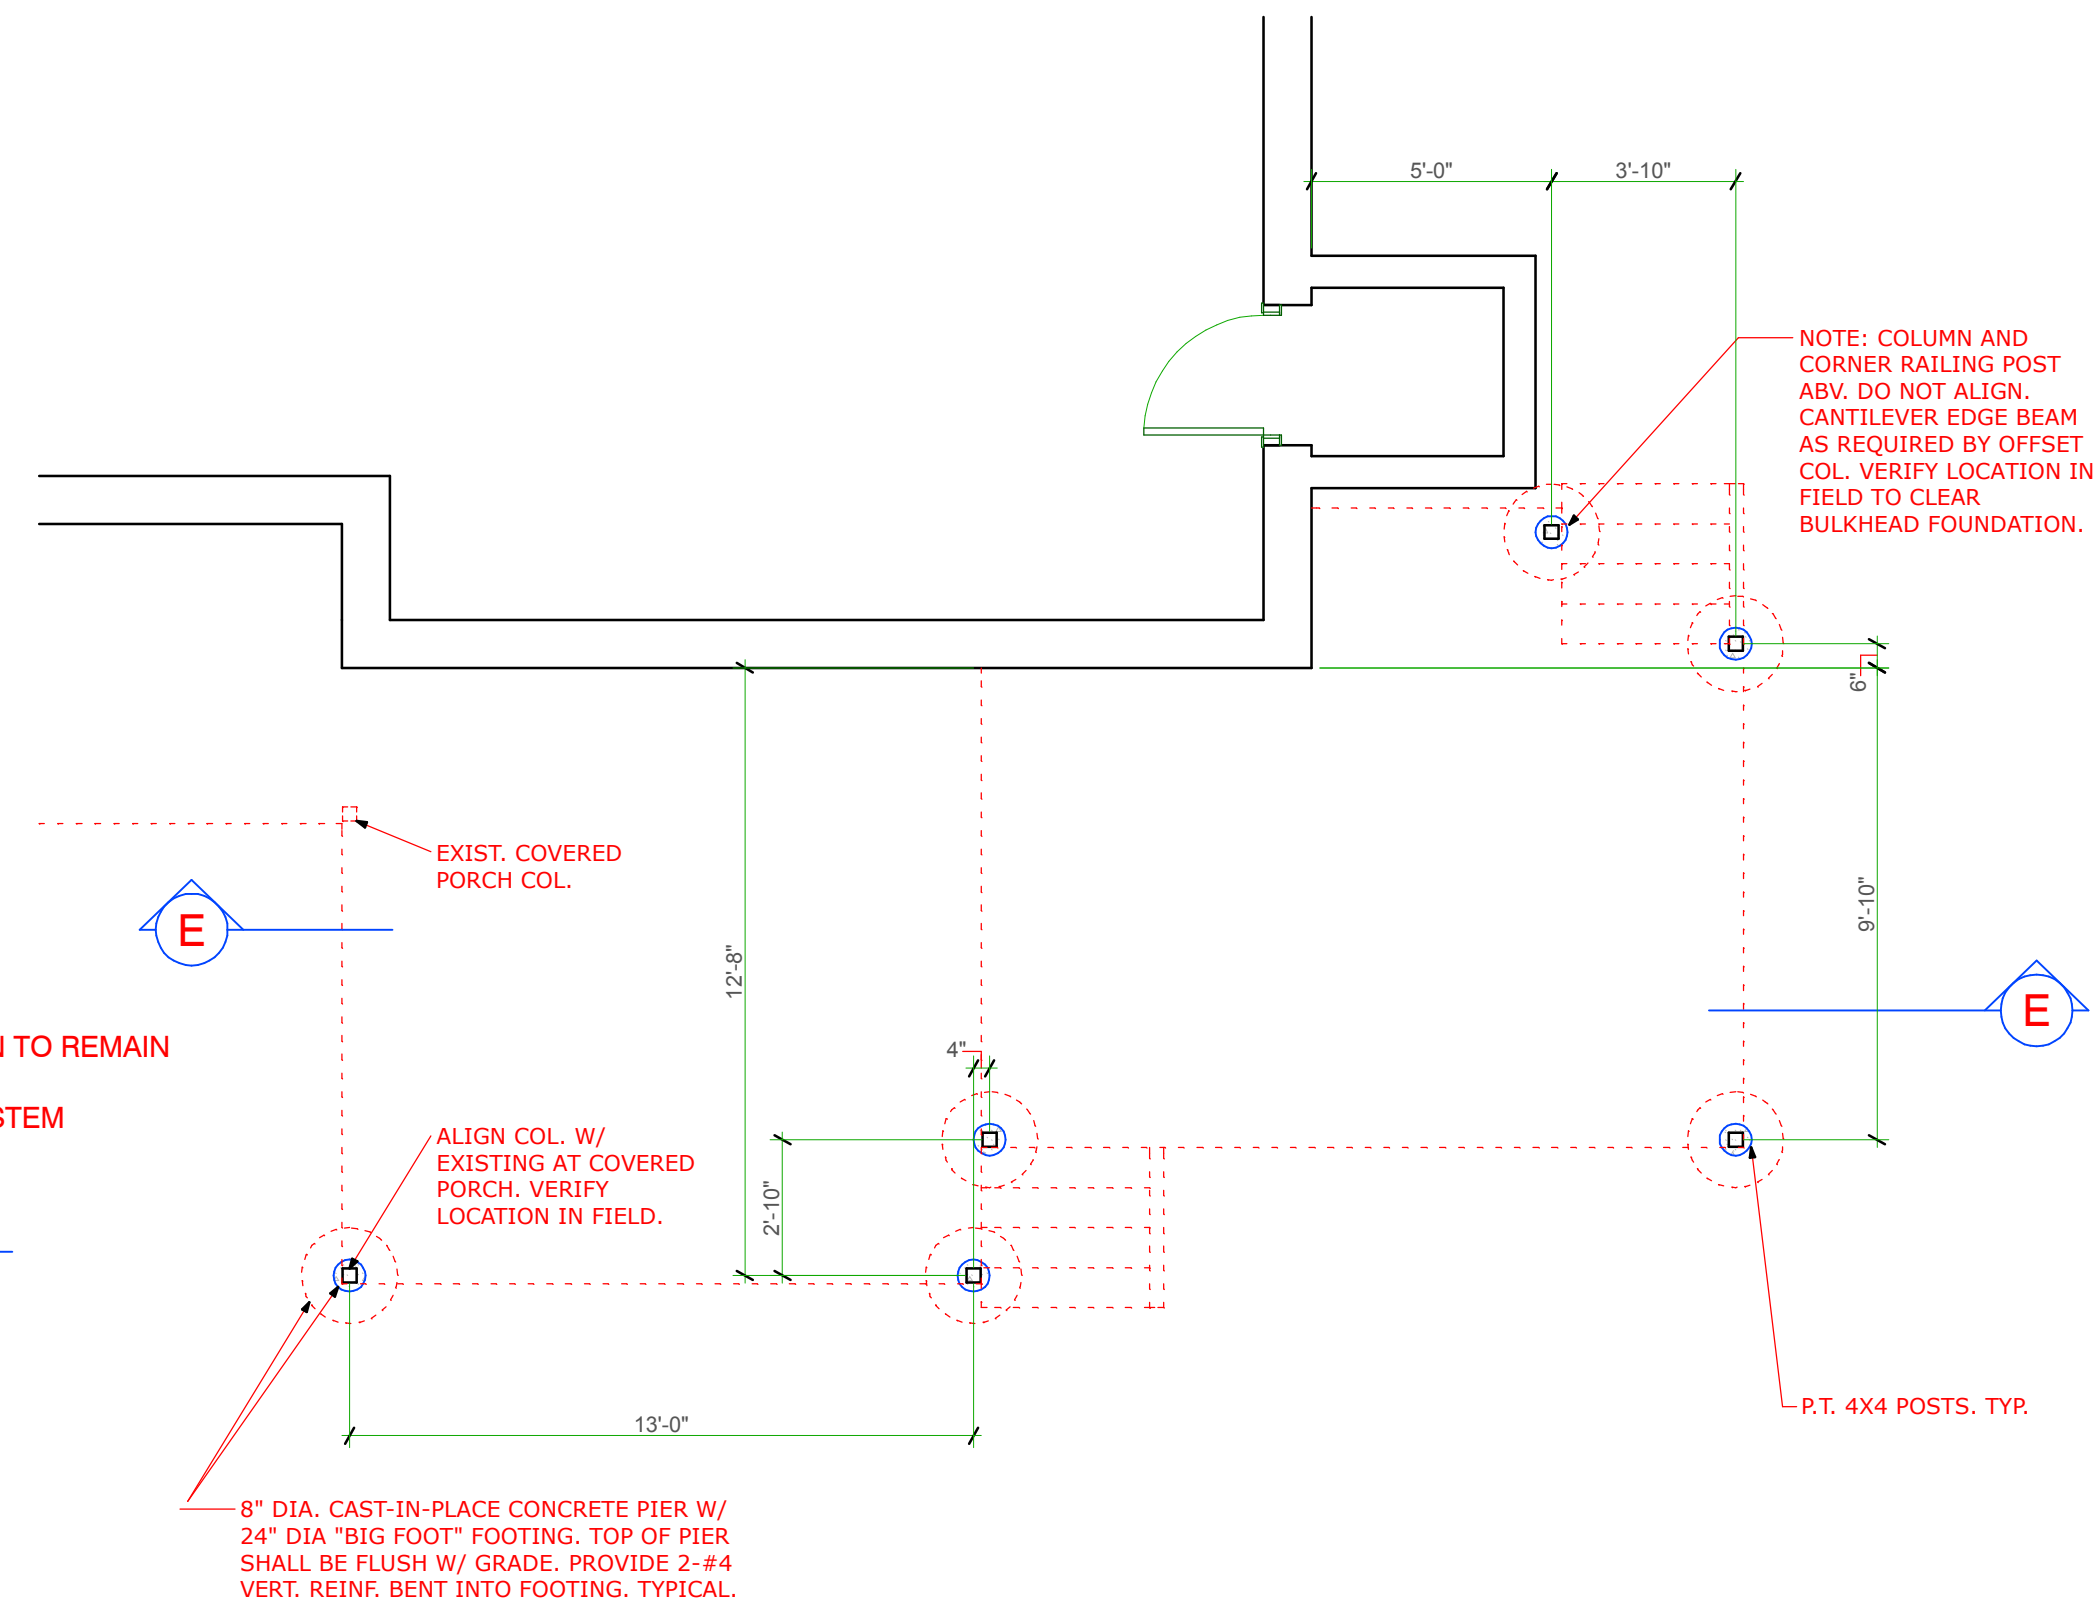 5'-0"
3'-10"
NOTE: COLUMN AND
CORNER RAILING POST
ABV. DO NOT ALIGN.
CANTILEVER EDGE BEAM
AS REQUIRED BY OFFSET
COL. VERIFY LOCATION IN
FIELD TO CLEAR
BULKHEAD FOUNDATION.
6"
EXIST. COVERED
PORCH COL.
E
9'-10"
12'-8"
E
TO REMAIN
4"
STEM
ALIGN COL. W/
EXISTING AT COVERED
PORCH. VERIFY
LOCATION IN FIELD.
2'-10"
P.T. 4X4 POSTS. TYP.
13'-0"
8" DIA. CAST-IN-PLACE CONCRETE PIER W/
24" DIA "BIG FOOT" FOOTING. TOP OF PIER
SHALL BE FLUSH W/ GRADE. PROVIDE 2-#4
VERT. REINF. BENT INTO FOOTING. TYPICAL.